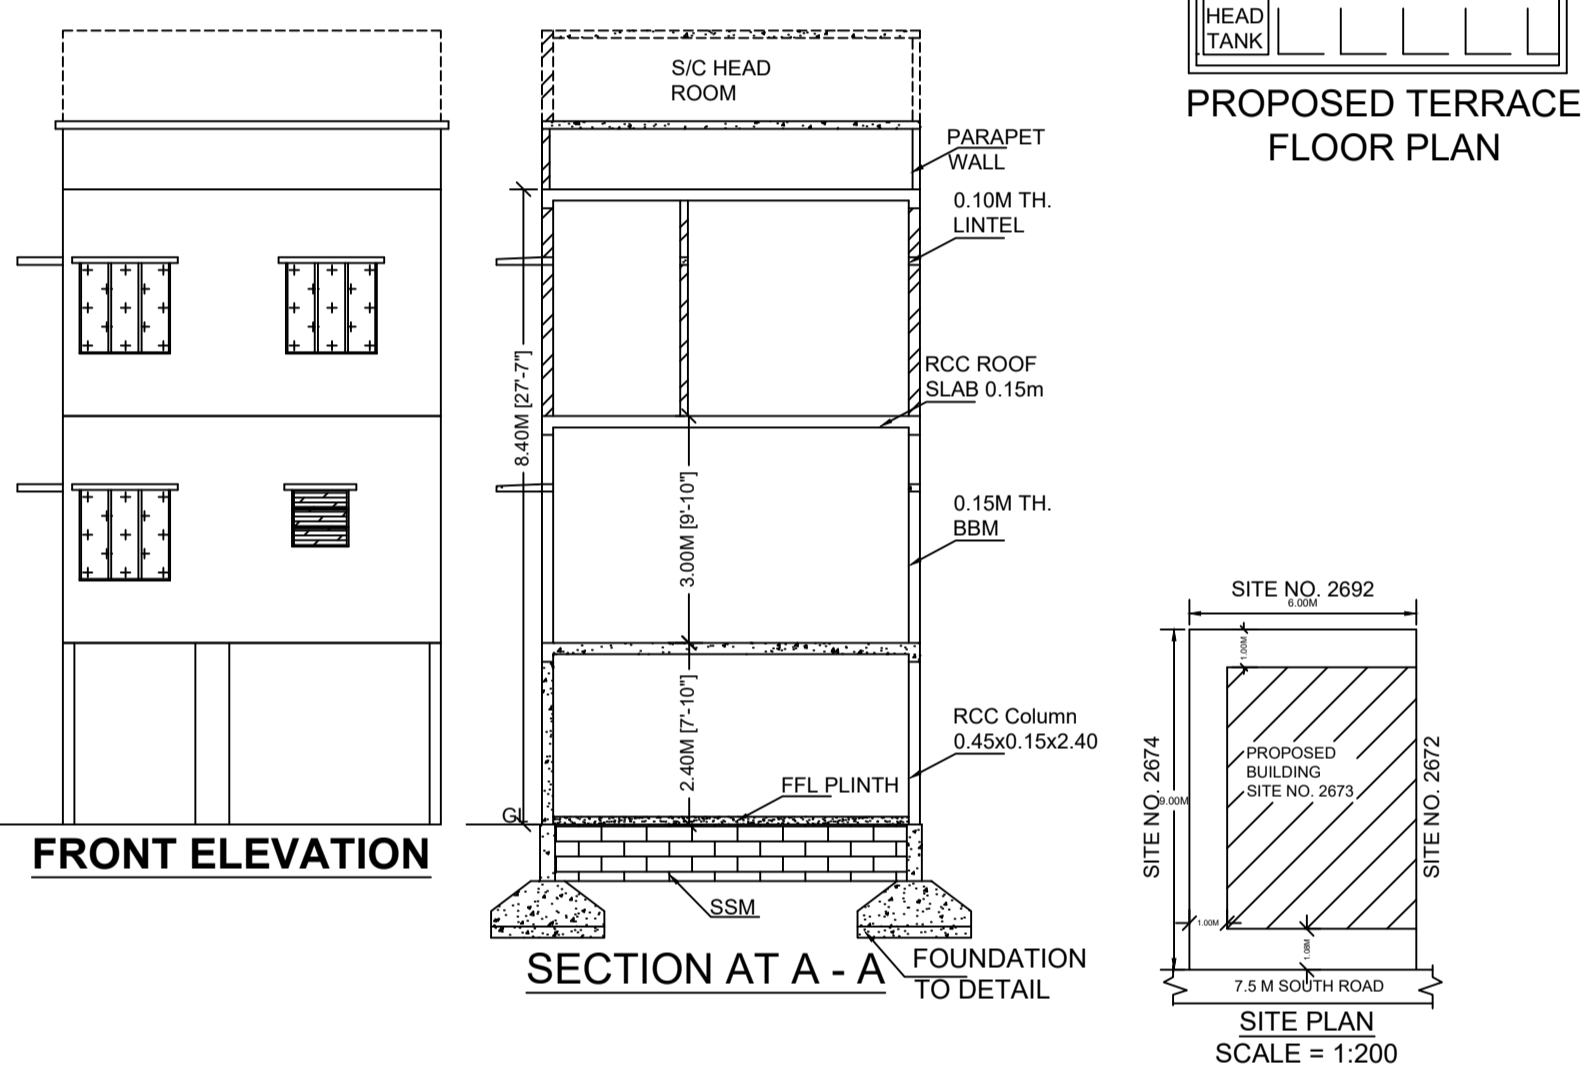 HEAD
TANK
PROPOSED TERRACE
FLOOR PLAN
S/C HEAD
ROOM
PARAPET
WALL
0.10M TH.
LINTEL
RCC ROOF
SLAB 0.15m
8.40M [27'-7"]
3.00M [9'-10"]
0.15M TH.
BBM
2.40M [7'-10"]
RCC Column
0.45x0.15x2.40
FFL PLINTH
GL
SSM
FRONT ELEVATION
SECTION AT A - A
FOUNDATION
TO DETAIL
SITE NO. 2692
6.00M
1.00M
SITE NO. 2674
9.00M
PROPOSED
BUILDING
SITE NO. 2673
SITE NO. 2672
1.00M
1.08M
7.5 M SOUTH ROAD
SITE PLAN
SCALE = 1:200